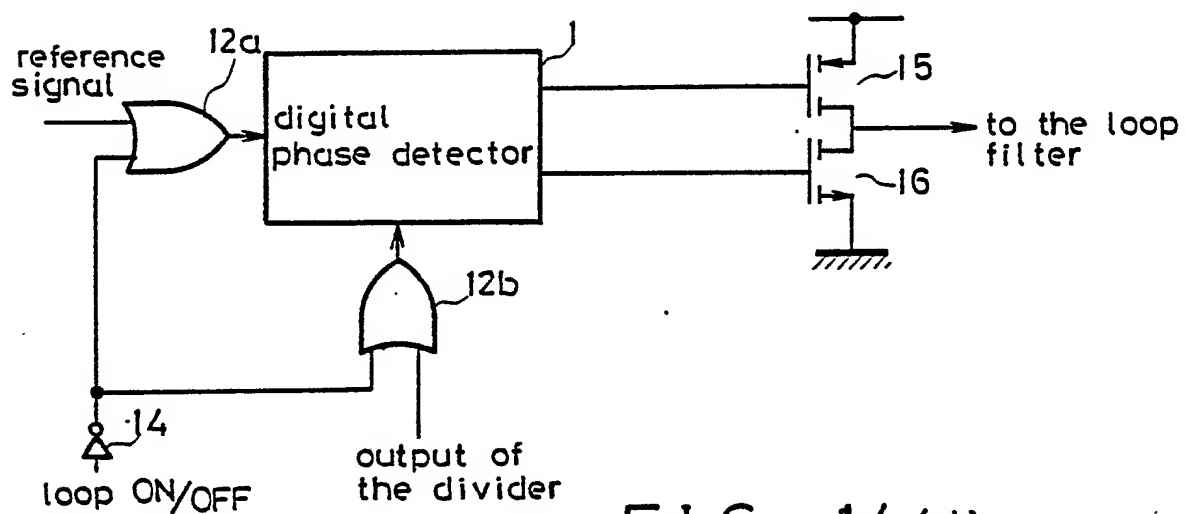 reference
signal
12a
1
digital
phase detector
15
to the loop
filter
16
12b
14
loop ON/OFF
output of
the divider